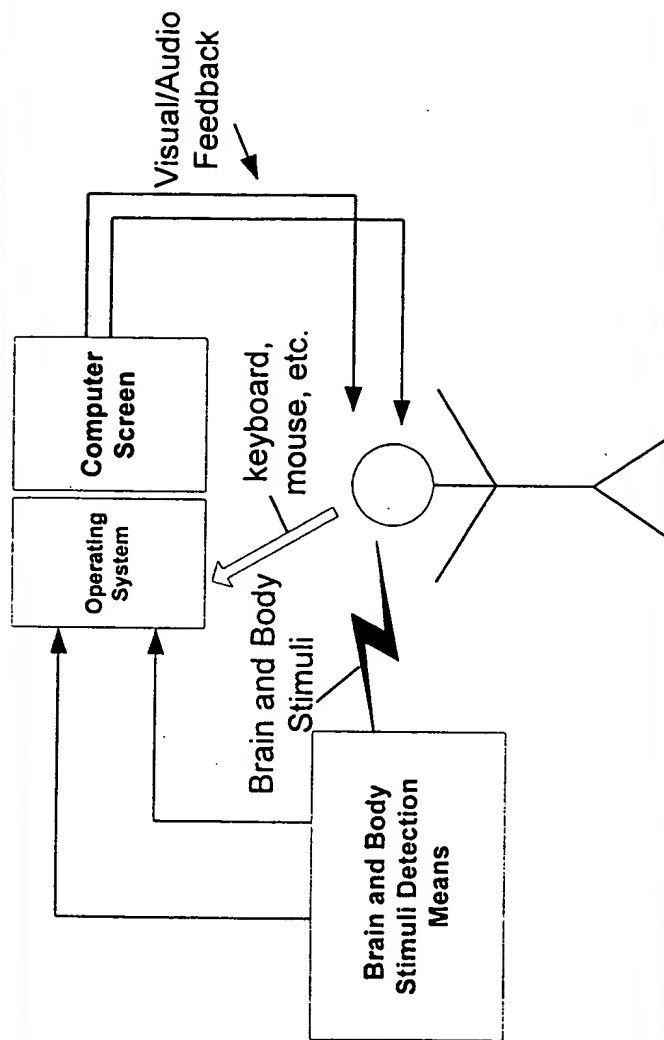 Visual/Audio
Feedback
Computer
Screen
Operating
System
keyboard,
mouse, etc.
Brain and Body
Stimuli
Brain and Body
Stimuli Detection
Means